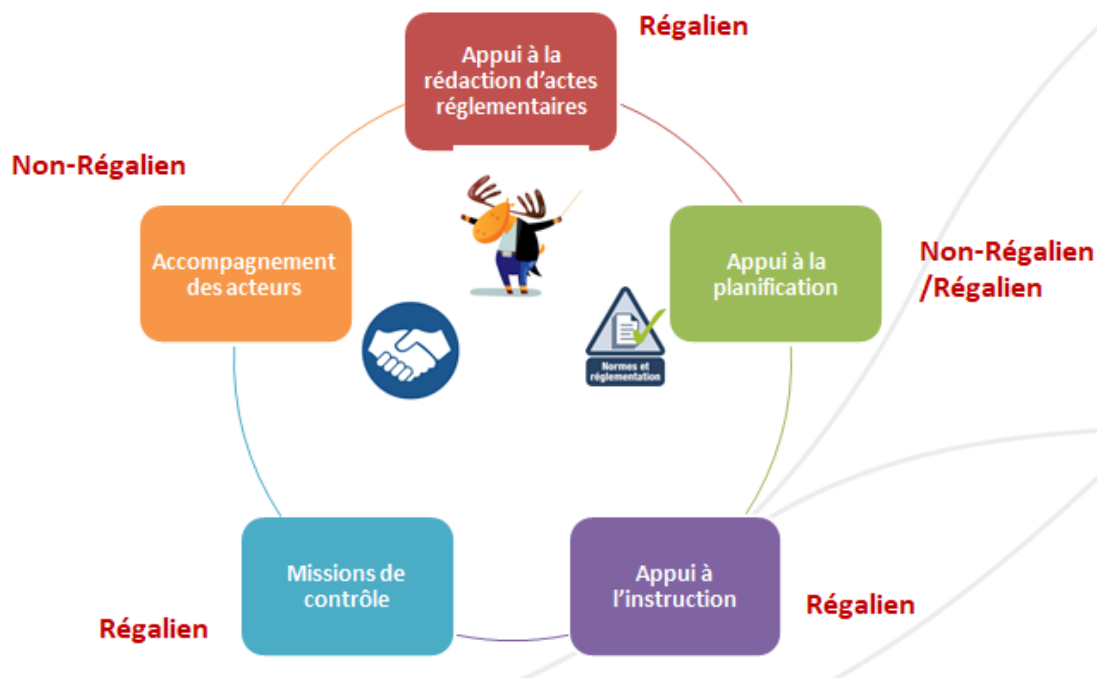 Régalien
Appui à la
rédaction d'actes
réglementaires
Non-Régalien
Accompagnement
des acteurs
Appui à la
planification
Non-Régalien
/Régalien
Normes et
réglementation
Missions de
contrôle
Régalien
Appui à
l'instruction
Régalien